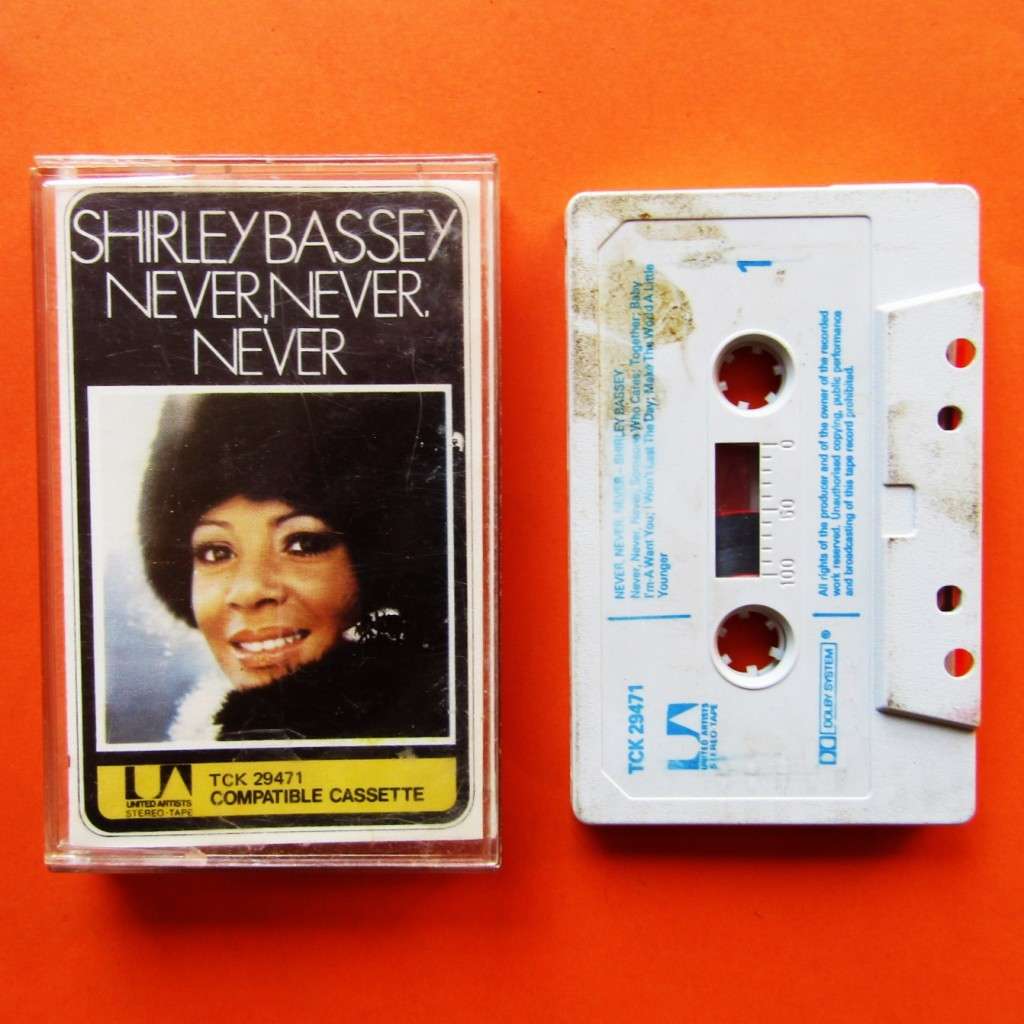 SHIRLEY BASSEY
NEVER, NEVER,
NEVER
UA
UNITED ARTISTS
STEREO-TAPE
TCK 29471
COMPATIBLE CASSETTE
1
NEVER, NEVER, NEVER - SHIRLEY BASSEY
Never, Never, Never; Someone Who Cares; Together; Baby
I'm-A Want You; I Won't Last The Day; Make The World A Little
Younger
0
50
100
All rights of the producer and of the owner of the recorded
work reserved. Unauthorised copying, public performance
and broadcasting of this tape record prohibited.
TCK 29471
UA
UNITED ARTISTS
STEREO-TAPE
DOLBY SYSTEM ®